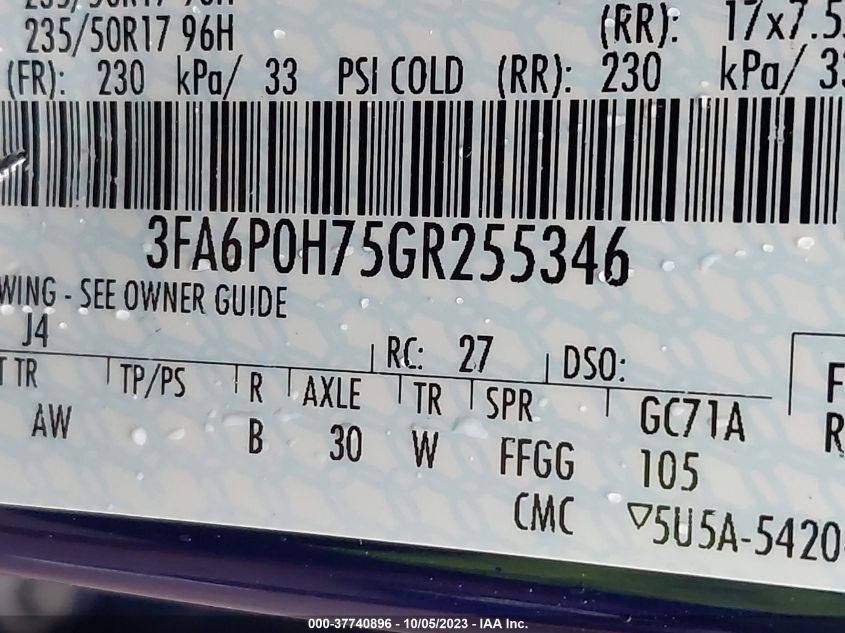 235/50R17 96H
(RR): 17x7.5
(FR): 230 kPa/ 33 PSI COLD (RR): 230 kPa/ 33
3FA6P0H75GR255346
WING - SEE OWNER GUIDE
J4
RC: 27 DSO:
TR TP/PS R AXLE TR SPR GC71A
AW B 30 W FFGG 105
CMC ▽5U5A-5420
000-37740896 - 10/05/2023 - IAA Inc.